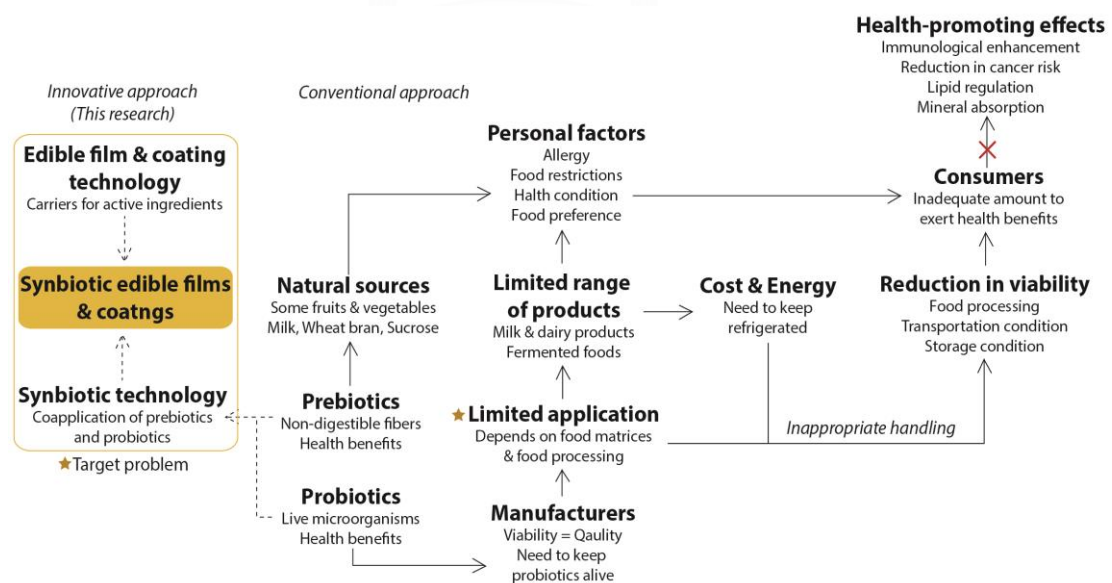 Innovative approach
(This research)
Edible film & coating
technology
Carriers for active ingredients
Synbiotic edible films
& coatngs
Synbiotic technology
Coapplication of prebiotics
and probiotics
★Target problem
Conventional approach
Natural sources
Some fruits & vegetables
Milk, Wheat bran, Sucrose
Prebiotics
Non-digestible fibers
Health benefits
Probiotics
Live microorganisms
Health benefits
Personal factors
Allergy
Food restrictions
Halth condition
Food preference
Limited range
of products
Milk & dairy products
Fermented foods
★ Limited application
Depends on food matrices
& food processing
Manufacturers
Viability = Qaulity
Need to keep
probiotics alive
Cost & Energy
Need to keep
refrigerated
Inappropriate handling
Health-promoting effects
Immunological enhancement
Reduction in cancer risk
Lipid regulation
Mineral absorption
Consumers
Inadequate amount to
exert health benefits
Reduction in viability
Food processing
Transportation condition
Storage condition